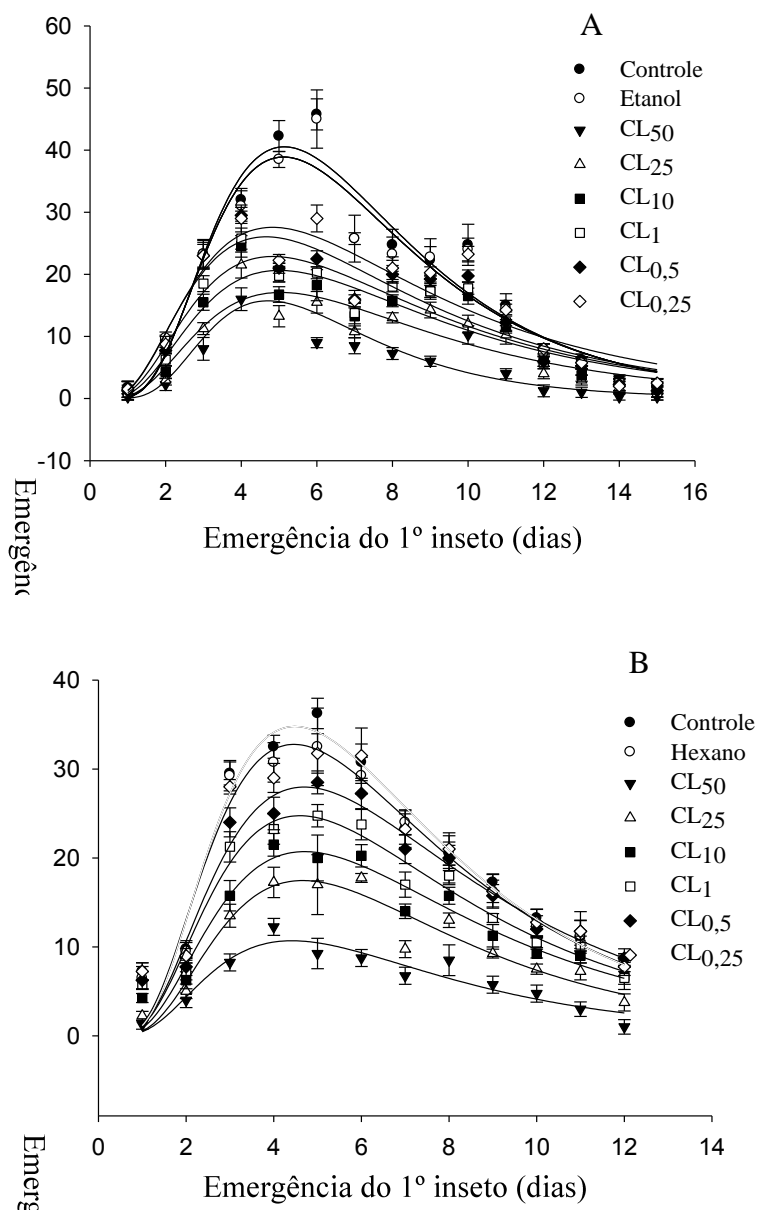 A
60
50
40
30
20
10
0
-10
Controle
Etanol
CL50
CL25
CL10
CL1
CL0,5
CL0,25
0 2 4 6 8 10 12 14 16
Emergência do 1º inseto (dias)
B
40
30
20
10
0
Controle
Hexano
CL50
CL25
CL10
CL1
CL0,5
CL0,25
0 2 4 6 8 10 12 14
Emergência do 1º inseto (dias)